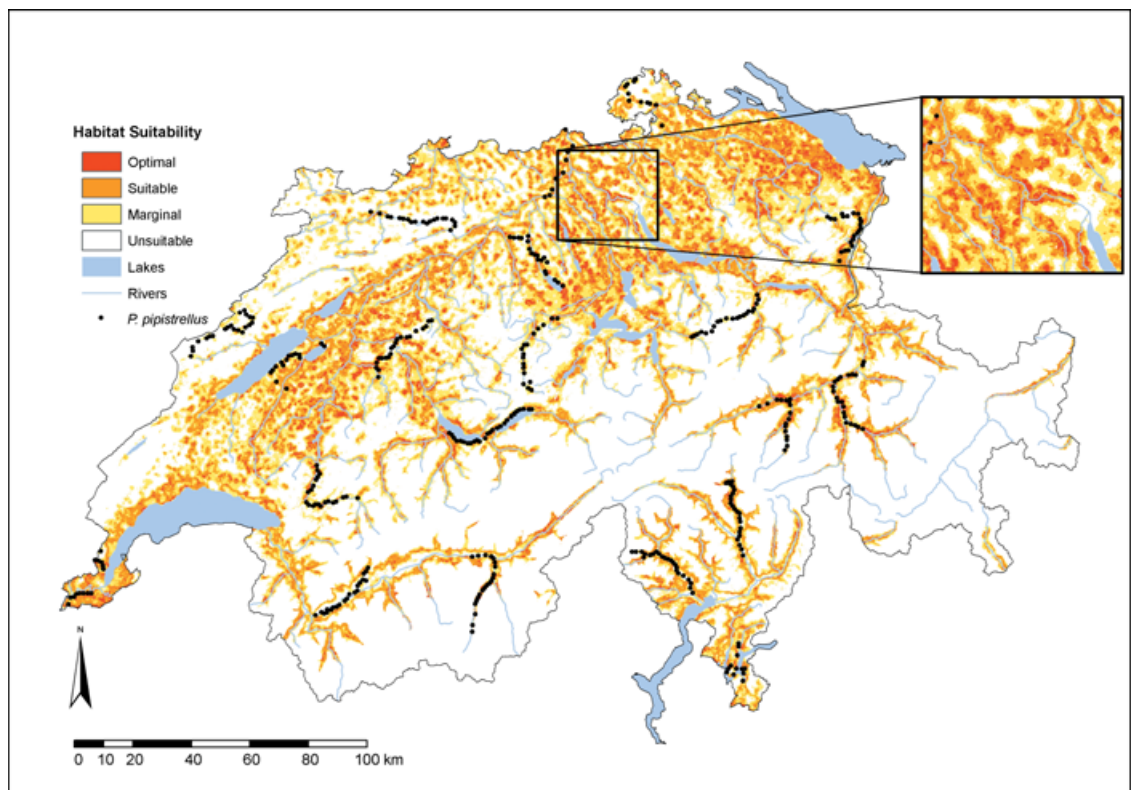 Habitat Suitability
Optimal
Suitable
Marginal
Unsuitable
Lakes
Rivers
P. pipistrellus
N
0 10 20 40 60 80 100 km